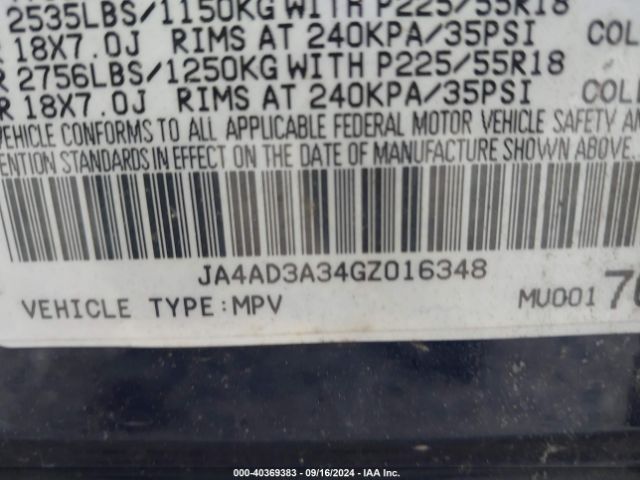 2535LBS/1150KG WITH P225/55R18
18X7.0J RIMS AT 240KPA/35PSI COL
R 2756LBS/1250KG WITH P225/55R18
R 18X7.0J RIMS AT 240KPA/35PSI COL
VEHICLE CONFORMS TO ALL APPLICABLE FEDERAL MOTOR VEHICLE SAFETY AN
ENTION STANDARDS IN EFFECT ON THE DATE OF MANUFACTURE SHOWN ABOVE.
JA4AD3A34GZ016348
VEHICLE TYPE:MPV MU001
000-40369383 - 09/16/2024 - IAA Inc.